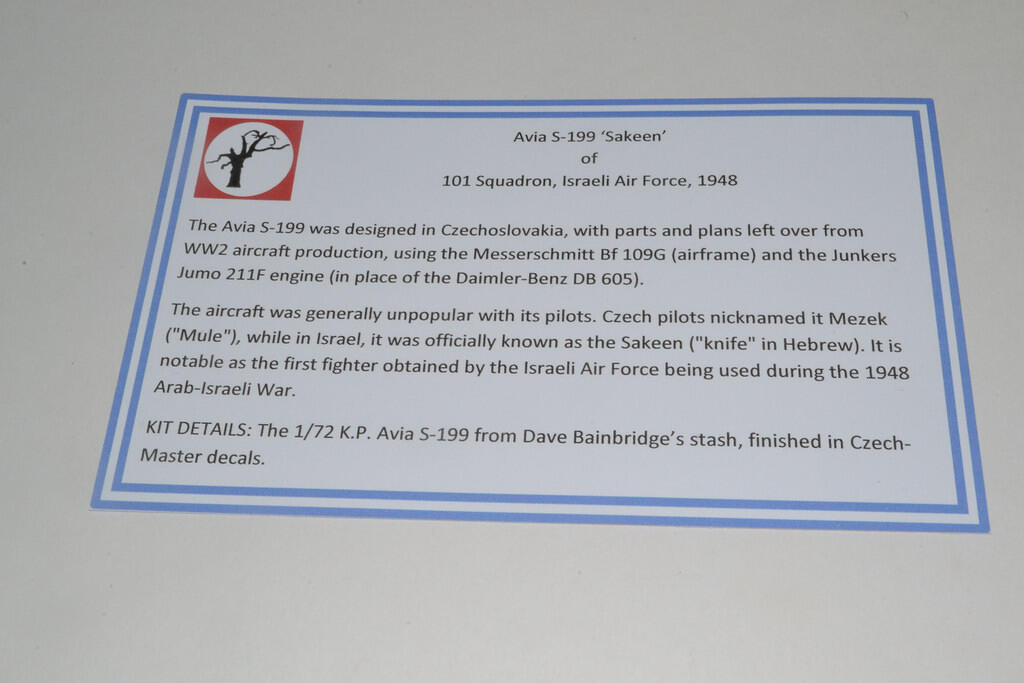 Avia S-199 ‘Sakeen’
of
101 Squadron, Israeli Air Force, 1948
The Avia S-199 was designed in Czechoslovakia, with parts and plans left over from
WW2 aircraft production, using the Messerschmitt Bf 109G (airframe) and the Junkers
Jumo 211F engine (in place of the Daimler-Benz DB 605).
The aircraft was generally unpopular with its pilots. Czech pilots nicknamed it Mezek
("Mule"), while in Israel, it was officially known as the Sakeen ("knife" in Hebrew). It is
notable as the first fighter obtained by the Israeli Air Force being used during the 1948
Arab-Israeli War.
KIT DETAILS: The 1/72 K.P. Avia S-199 from Dave Bainbridge’s stash, finished in Czech-
Master decals.